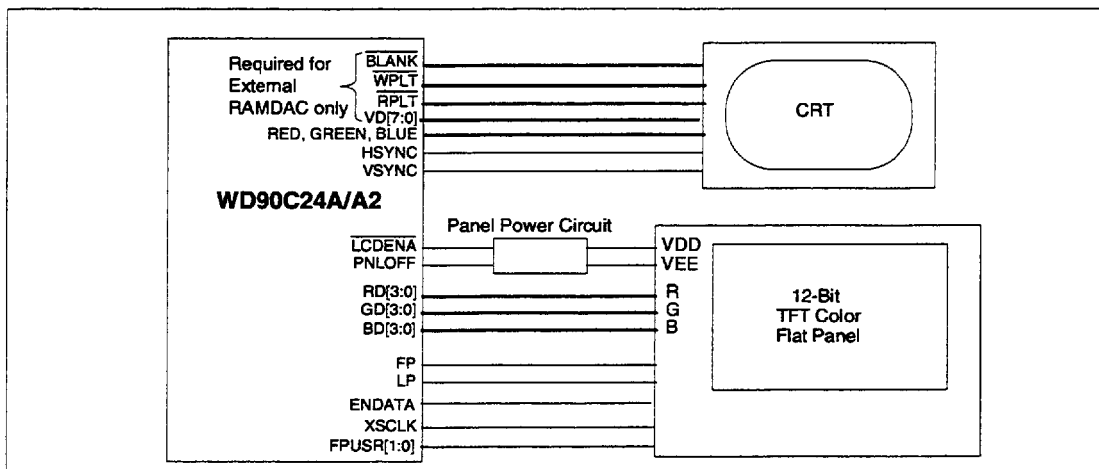 Required for
External
RAMDAC only
BLANK
WPLT
RPLT
VD[7:0]
RED, GREEN, BLUE
HSYNC
VSYNC
CRT
WD90C24A/A2
Panel Power Circuit
LCDENA
PNLOFF
VDD
VEE
RD[3:0]
GD[3:0]
BD[3:0]
R
G
B
12-Bit
TFT Color
Flat Panel
FP
LP
ENDATA
XSCLK
FPUSR[1:0]